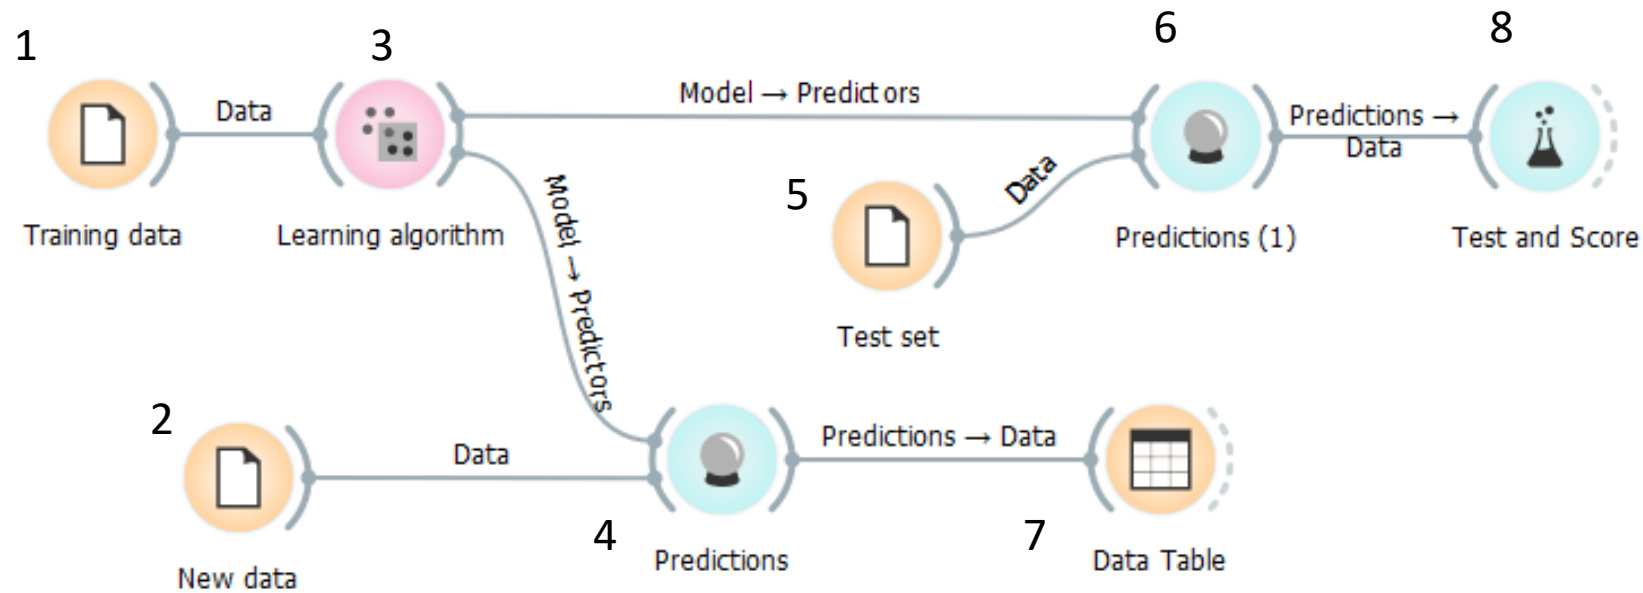 1
3
6
8
Data
Model → Predictors
Predictions →
Data
5
Data
Training data
Learning algorithm
Predictions (1)
Test and Score
Model → Predictors
Test set
2
Data
Predictions → Data
4
7
Predictions
Data Table
New data